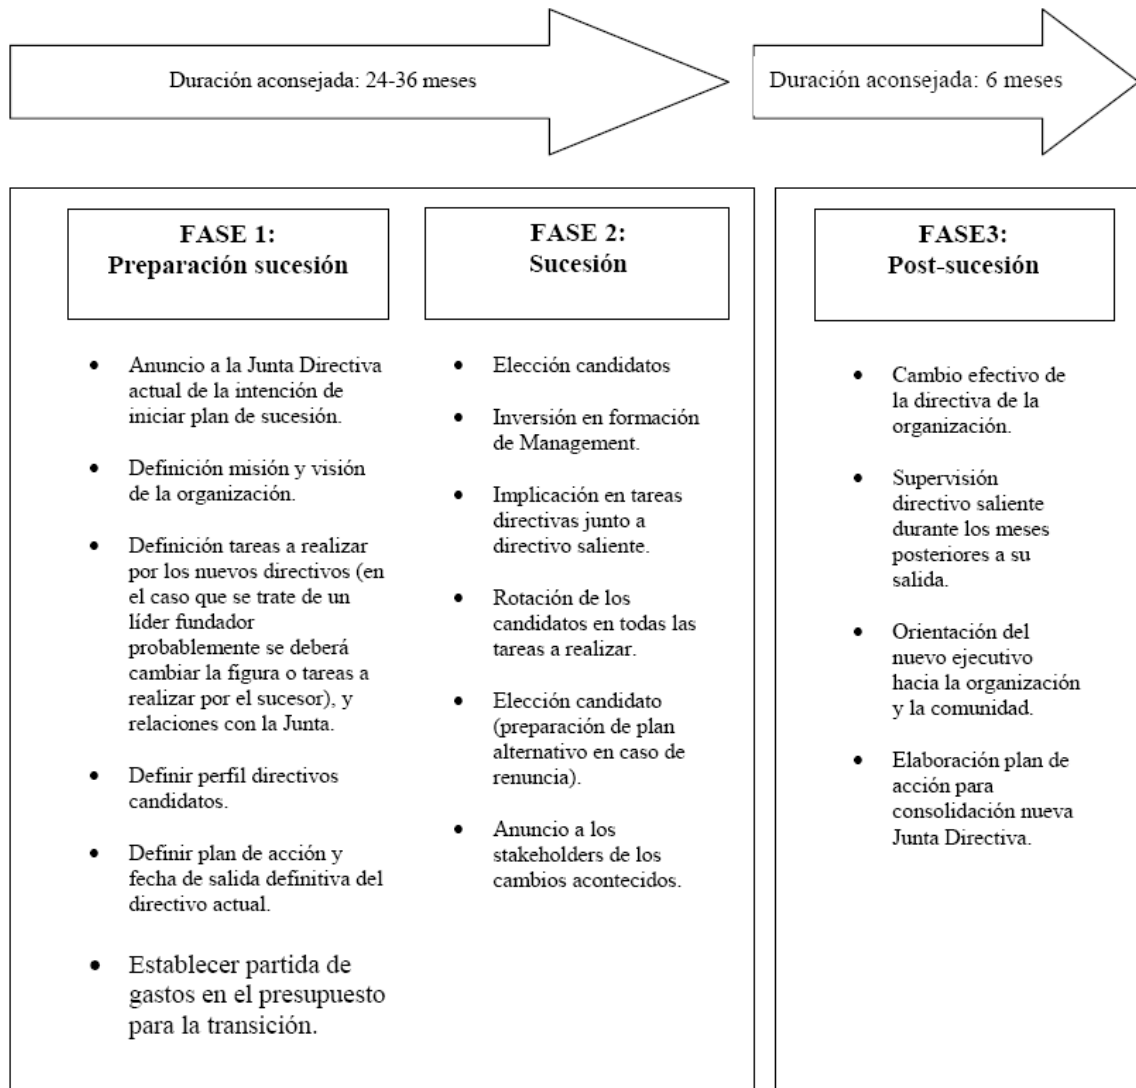 Duración aconsejada: 24-36 meses
Duración aconsejada: 6 meses
FASE 1:
Preparación sucesión
• Anuncio a la Junta Directiva
actual de la intención de
iniciar plan de sucesión.
• Definición misión y visión
de la organización.
• Definición tareas a realizar
por los nuevos directivos (en
el caso que se trate de un
líder fundador
probablemente se deberá
cambiar la figura o tareas a
realizar por el sucesor), y
relaciones con la Junta.
• Definir perfil directivos
candidatos.
• Definir plan de acción y
fecha de salida definitiva del
directivo actual.
• Establecer partida de
gastos en el presupuesto
para la transición.
FASE 2:
Sucesión
• Elección candidatos
• Inversión en formación
de Management.
• Implicación en tareas
directivas junto a
directivo saliente.
• Rotación de los
candidatos en todas las
tareas a realizar.
• Elección candidato
(preparación de plan
alternativo en caso de
renuncia).
• Anuncio a los
stakeholders de los
cambios acontecidos.
FASE3:
Post-sucesión
• Cambio efectivo de
la directiva de la
organización.
• Supervisión
directivo saliente
durante los meses
posteriores a su
salida.
• Orientación del
nuevo ejecutivo
hacia la organización
y la comunidad.
• Elaboración plan de
acción para
consolidación nueva
Junta Directiva.